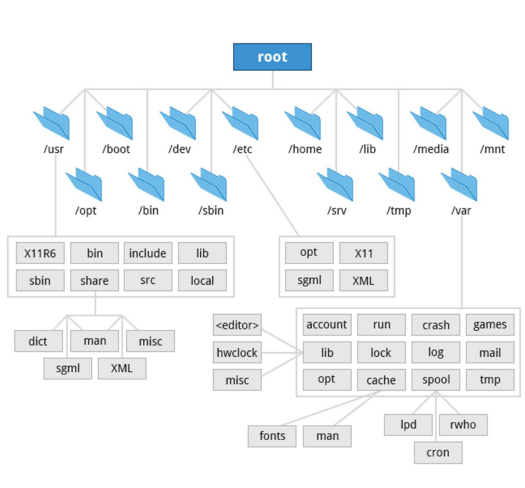 root
/usr /boot /dev /etc /home /lib /media /mnt
/opt /bin /sbin /srv /tmp /var
X11R6 bin include lib
sbin share src local
opt X11
sgml XML
dict man misc
sgml XML
<editor>
hwclock
misc
account run crash games
lib lock log mail
opt cache spool tmp
fonts man
lpd rwho
cron